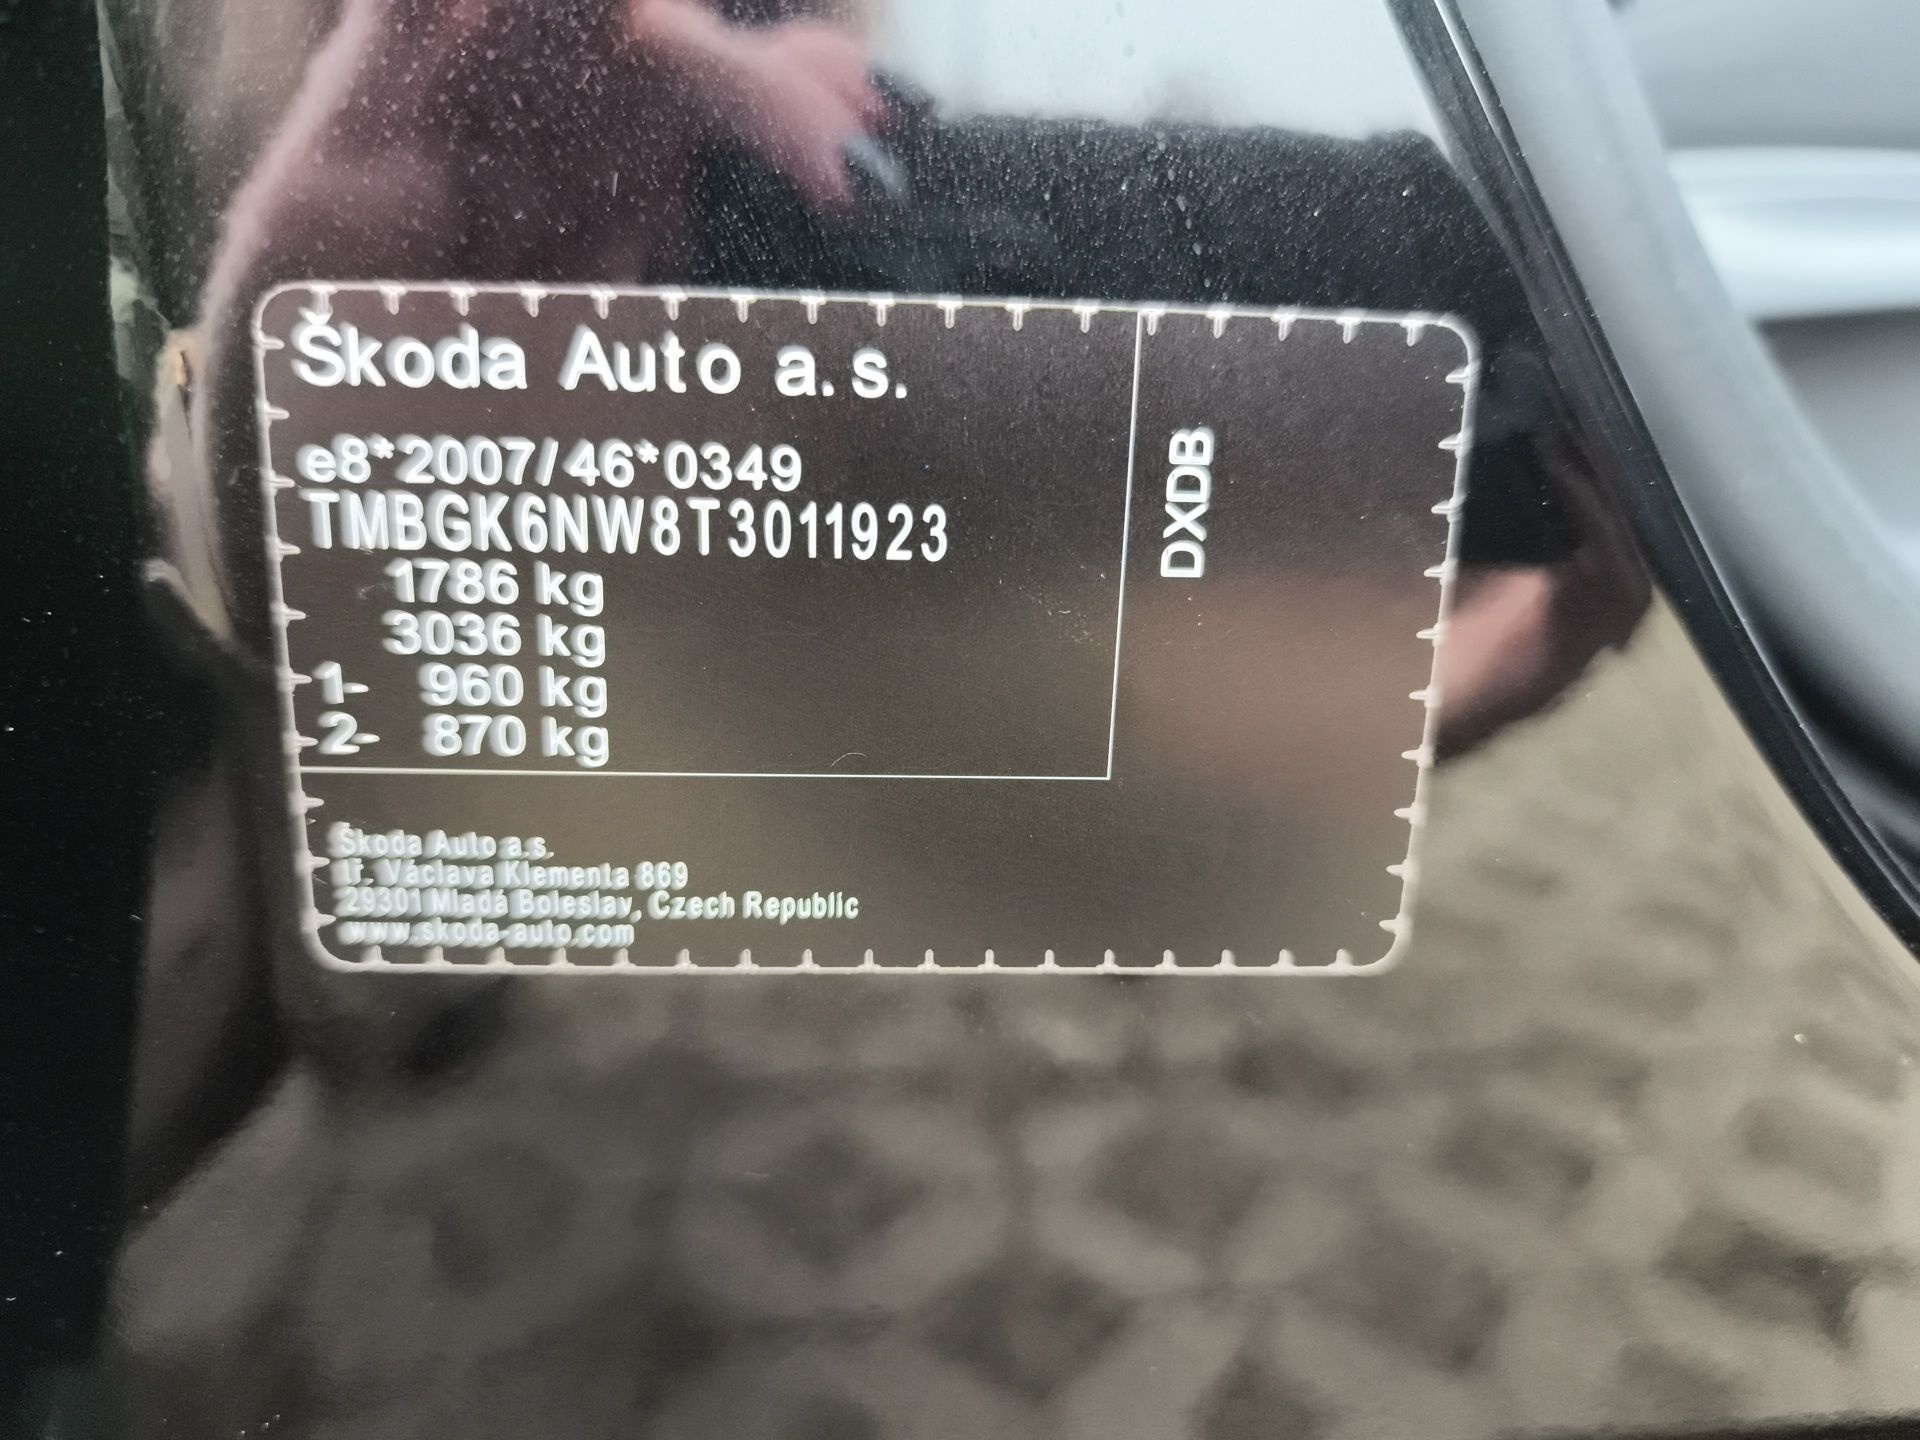 Škoda Auto a.s.
e8*2007/46*0349
TMBGK6NW8T3011923
1786 kg
3036 kg
1- 960 kg
2- 870 kg
DXDB
Škoda Auto a.s.
tř. Václava Klementa 869
29301 Mladá Boleslav, Czech Republic
www.skoda-auto.com